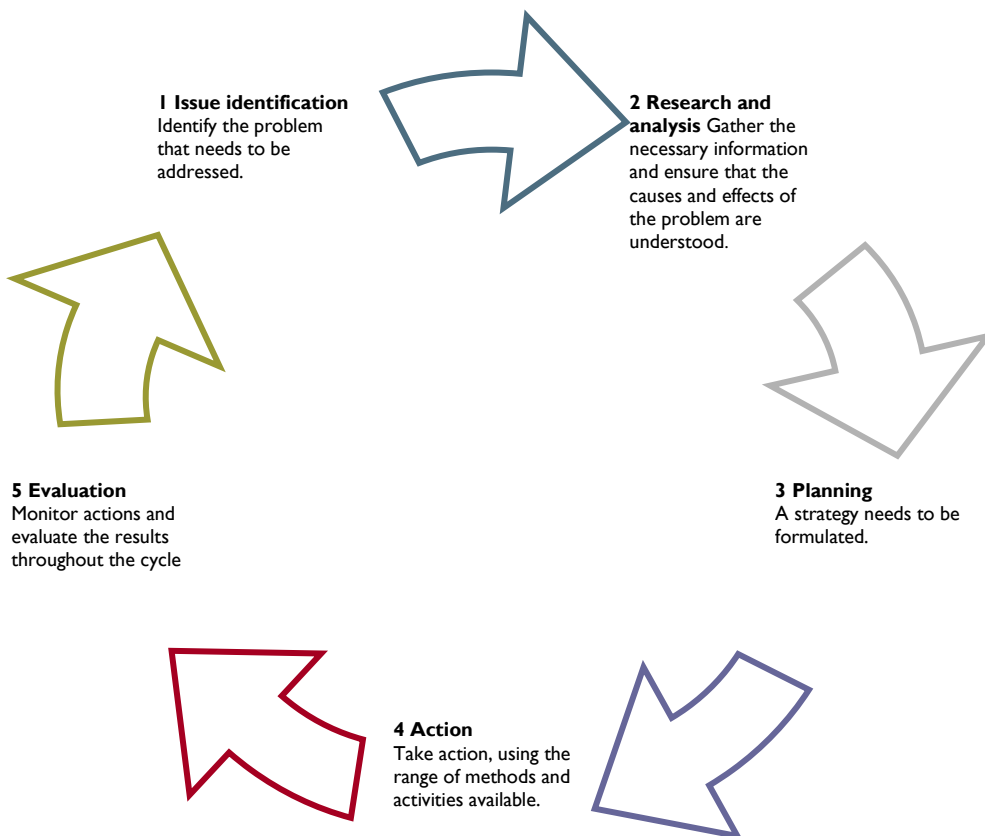 1 Issue identification
Identify the problem
that needs to be
addressed.
2 Research and
analysis Gather the
necessary information
and ensure that the
causes and effects of
the problem are
understood.
3 Planning
A strategy needs to be
formulated.
4 Action
Take action, using the
range of methods and
activities available.
5 Evaluation
Monitor actions and
evaluate the results
throughout the cycle